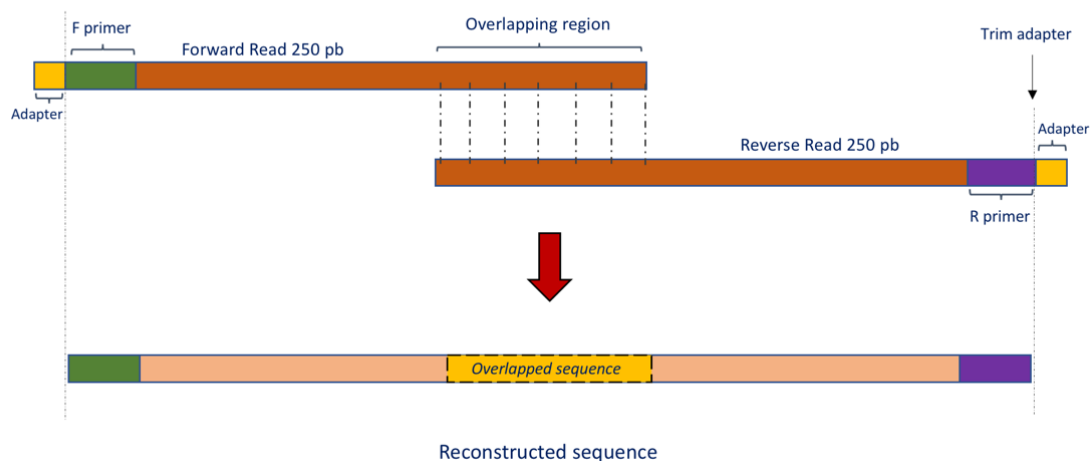 F primer
Overlapping region
Forward Read 250 pb
Trim adapter
Adapter
Adapter
Reverse Read 250 pb
R primer
Overlapped sequence
Reconstructed sequence